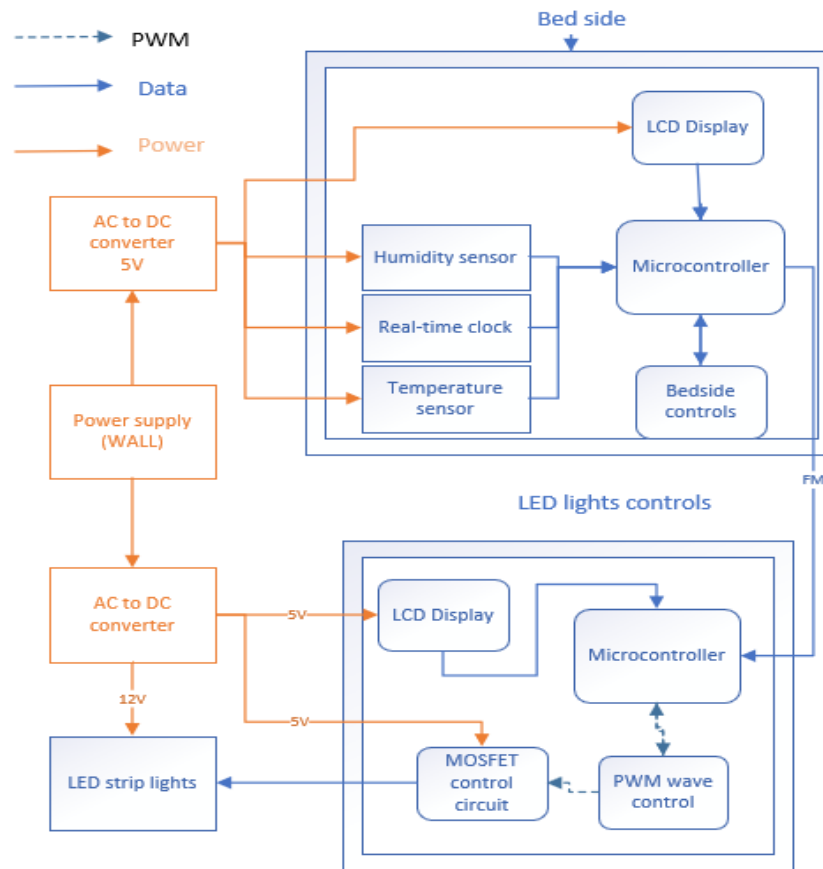 PWM
Data
Power
Bed side
LCD Display
AC to DC
converter
5V
Humidity sensor
Microcontroller
Real-time clock
Temperature
sensor
Bedside
controls
Power supply
(WALL)
FM
LED lights controls
AC to DC
converter
5V
LCD Display
Microcontroller
12V
5V
LED strip lights
MOSFET
control
circuit
PWM wave
control